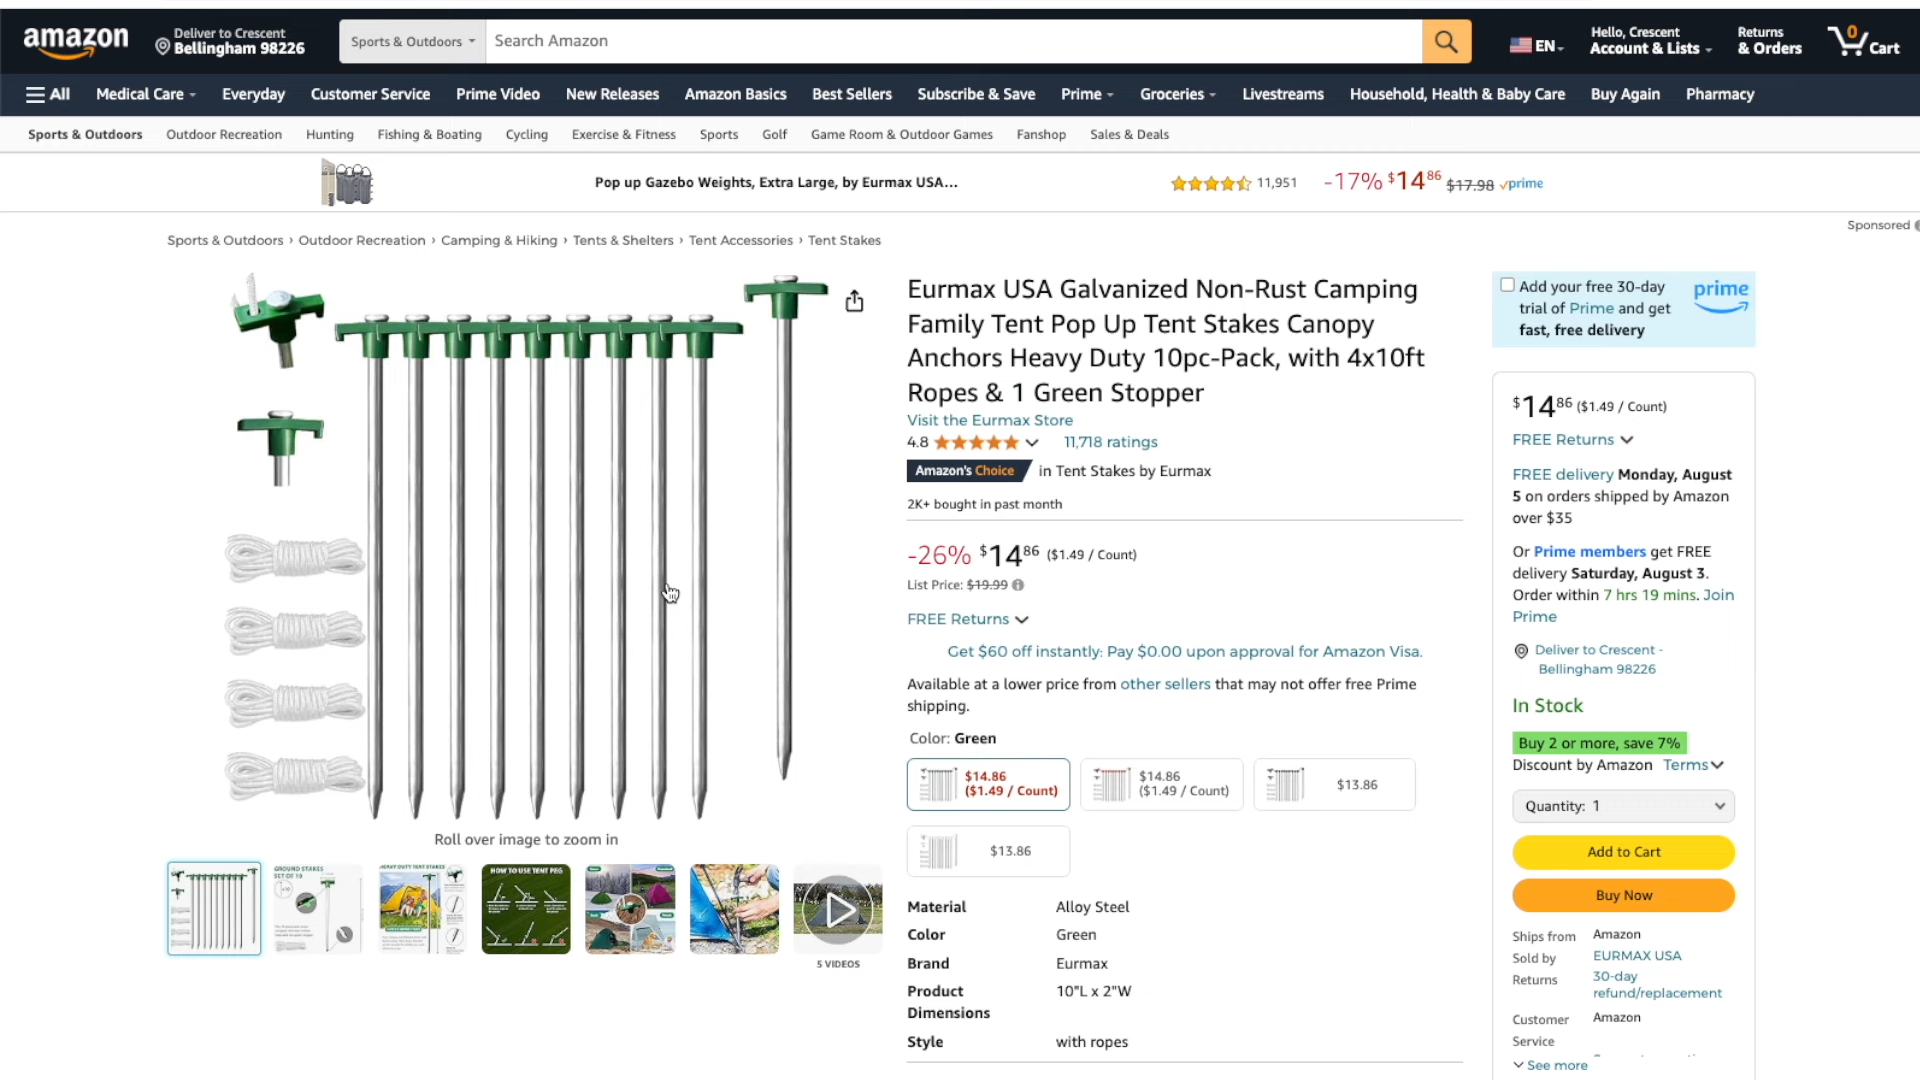 amazon
Deliver to Crescent
Bellingham 98226
Sports & Outdoors
Search Amazon
EN
Hello, Crescent
Account & Lists
Returns
& Orders
0
Cart
All
Medical Care
Everyday
Customer Service
Prime Video
New Releases
Amazon Basics
Best Sellers
Subscribe & Save
Prime
Groceries
Livestreams
Household, Health & Baby Care
Buy Again
Pharmacy
Sports & Outdoors
Outdoor Recreation
Hunting
Fishing & Boating
Cycling
Exercise & Fitness
Sports
Golf
Game Room & Outdoor Games
Fanshop
Sales & Deals
Pop up Gazebo Weights, Extra Large, by Eurmax USA...
11,951
-17% $14 86 $17.98 prime
Sponsored
Sports & Outdoors › Outdoor Recreation › Camping & Hiking › Tents & Shelters › Tent Accessories › Tent Stakes
Roll over image to zoom in
GROUND STAKES
SET OF 10
HEAVY DUTY TENT STAKES
HOW TO USE TENT PEG
5 VIDEOS
Eurmax USA Galvanized Non-Rust Camping
Family Tent Pop Up Tent Stakes Canopy
Anchors Heavy Duty 10pc-Pack, with 4x10ft
Ropes & 1 Green Stopper
Visit the Eurmax Store
4.8
11,718 ratings
Amazon's Choice in Tent Stakes by Eurmax
2K+ bought in past month
-26% $14 86 ($1.49 / Count)
List Price: $19.99
FREE Returns
Get $60 off instantly: Pay $0.00 upon approval for Amazon Visa.
Available at a lower price from other sellers that may not offer free Prime
shipping.
Color: Green
$14.86
($1.49 / Count)
$14.86
($1.49 / Count)
$13.86
$13.86
Material Alloy Steel
Color Green
Brand Eurmax
Product 10"L x 2"W
Dimensions
Style with ropes
Add your free 30-day
trial of Prime and get
fast, free delivery
prime
$14 86 ($1.49 / Count)
FREE Returns
FREE delivery Monday, August
5 on orders shipped by Amazon
over $35
Or Prime members get FREE
delivery Saturday, August 3.
Order within 7 hrs 19 mins. Join
Prime
Deliver to Crescent -
Bellingham 98226
In Stock
Buy 2 or more, save 7%
Discount by Amazon Terms
Quantity: 1
Add to Cart
Buy Now
Ships from Amazon
Sold by EURMAX USA
Returns 30-day
refund/replacement
Customer Amazon
Service
See more